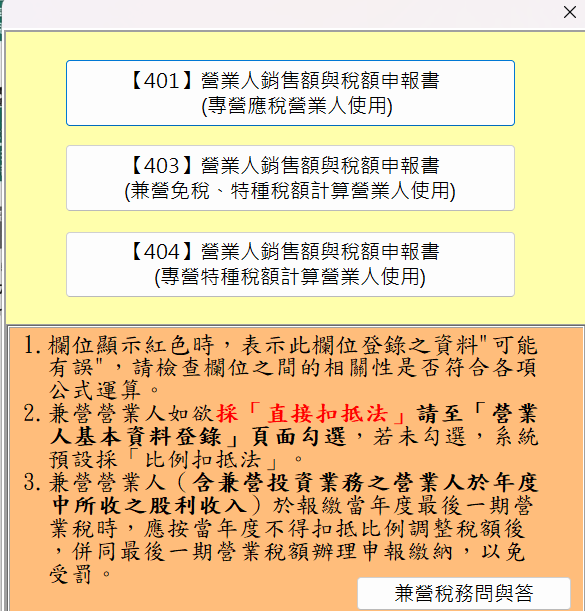 【401】營業人銷售額與稅額申報書
(專營應稅營業人使用)
【403】營業人銷售額與稅額申報書
(兼營免稅、特種稅額計算營業人使用)
【404】營業人銷售額與稅額申報書
(專營特種稅額計算營業人使用)
1. 欄位顯示紅色時，表示此欄位登錄之資料"可能
有誤"，請檢查欄位之間的相關性是否符合各項
公式運算。
2. 兼營營業人如欲採「直接扣抵法」請至「營業
人基本資料登錄」頁面勾選，若未勾選，系統
預設採「比例扣抵法」。
3. 兼營營業人（含兼營投資業務之營業人於年度
中所收之股利收入）於報繳當年度最後一期營
業稅時，應按當年度不得扣抵比例調整稅額後
，併同最後一期營業稅額辦理申報繳納，以免
受罰。
兼營稅務問與答